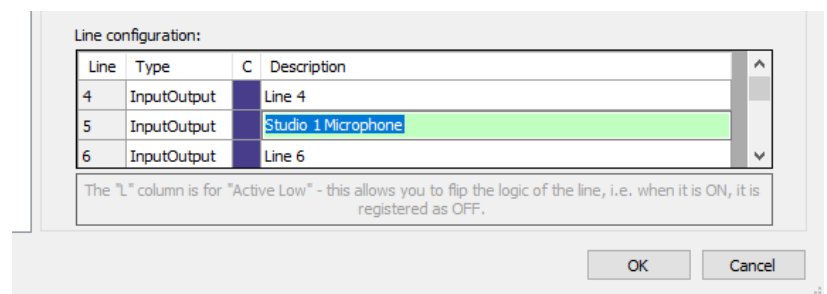 Line configuration:
Line Type C Description
4 InputOutput Line 4
5 InputOutput Studio 1 Microphone
6 InputOutput Line 6
The "L" column is for "Active Low" - this allows you to flip the logic of the line, i.e. when it is ON, it is
registered as OFF.
OK Cancel